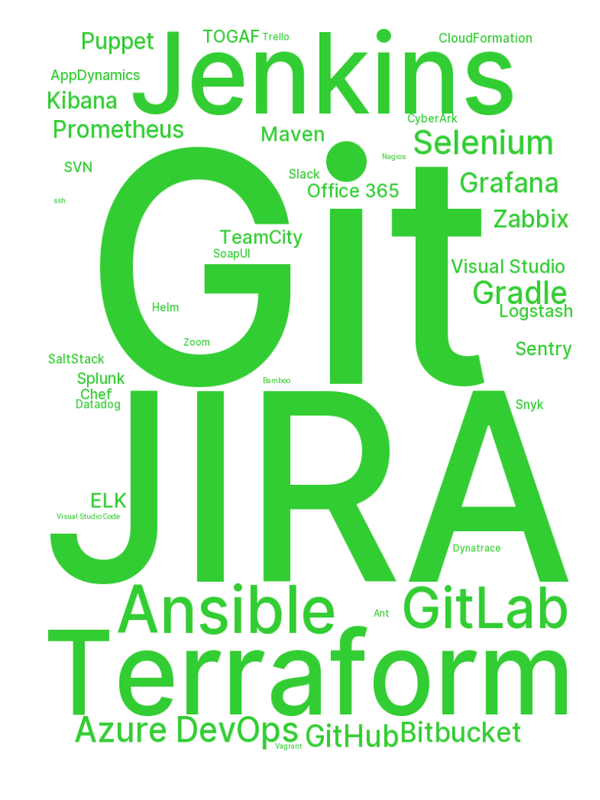 TOGAF
Trello
Puppet
Jenkins
CloudFormation
AppDynamics
Kibana
CyberArk
Prometheus
Maven
Selenium
Nagios
SVN
Slack
Office 365
Grafana
ssh
Git
Zabbix
TeamCity
SoapUI
Visual Studio
Gradle
Helm
Logstash
Zoom
Sentry
SaltStack
Splunk
Bamboo
Chef
Datadog
Snyk
JIRA
ELK
Visual Studio Code
Dynatrace
Ansible
Ant
GitLab
Terraform
Azure DevOps
GitHub
Bitbucket
Vagrant